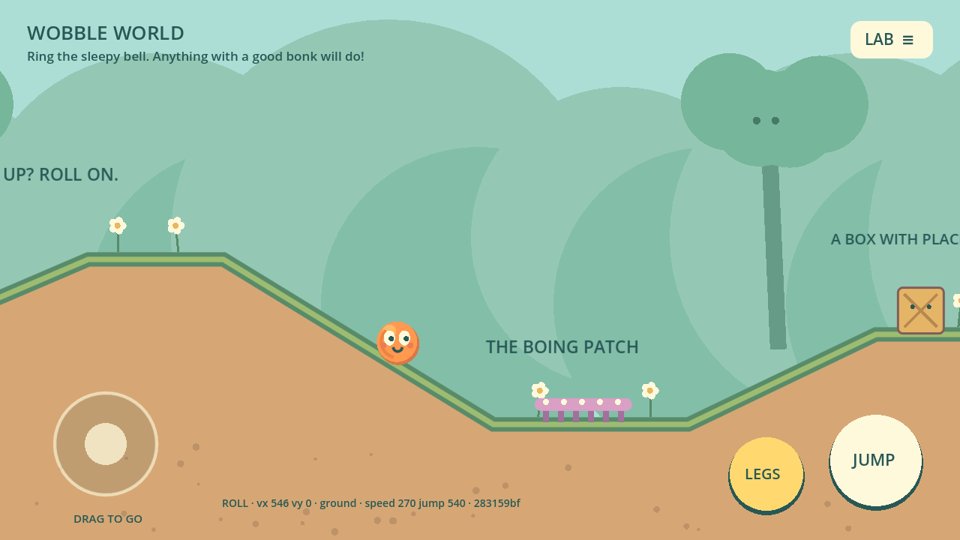 WOBBLE WORLD
Ring the sleepy bell. Anything with a good bonk will do!
LAB ≡
UP? ROLL ON.
A BOX WITH PLAC
THE BOING PATCH
LEGS
JUMP
ROLL · vx 546 vy 0 · ground · speed 270 jump 540 · 283159bf
DRAG TO GO